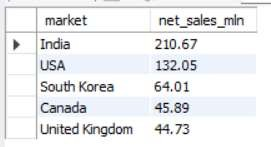 market net_sales_mln
India 210.67
USA 132.05
South Korea 64.01
Canada 45.89
United Kingdom 44.73